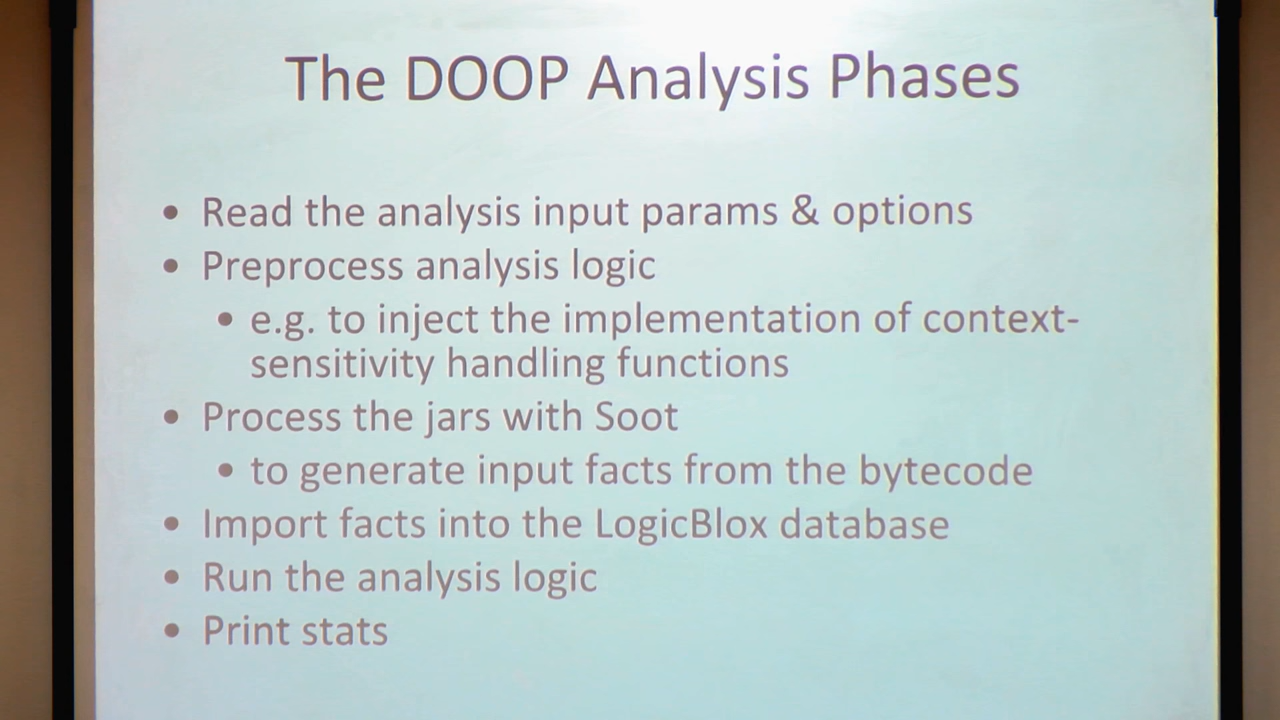 The DOOP Analysis Phases
• Read the analysis input params & options
• Preprocess analysis logic
• e.g. to inject the implementation of context-
sensitivity handling functions
• Process the jars with Soot
• to generate input facts from the bytecode
• Import facts into the LogicBlox database
• Run the analysis logic
• Print stats